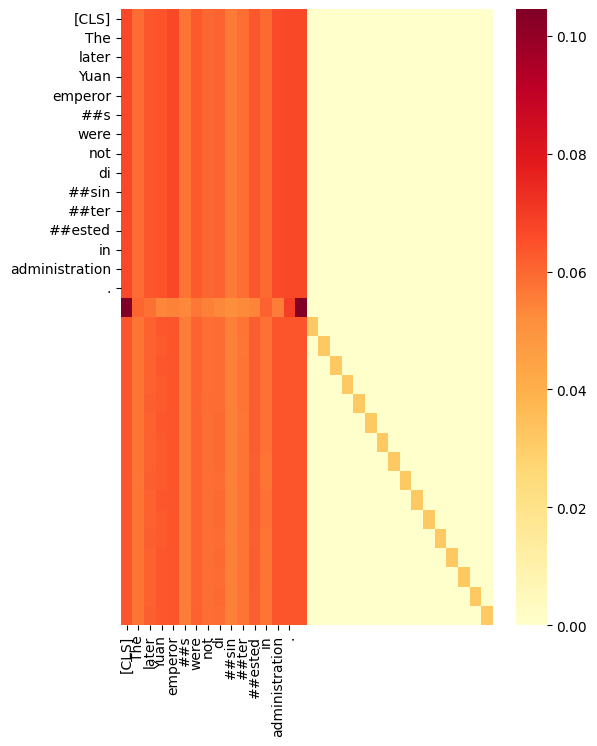 [CLS]
The
later
Yuan
emperor
##s
were
not
di
##sin
##ter
##ested
in
administration
.
0.10
0.08
0.06
0.04
0.02
0.00
[CLS]
The
later
Yuan
emperor
##s
were
not
di
##sin
##ter
##ested
in
administration
.